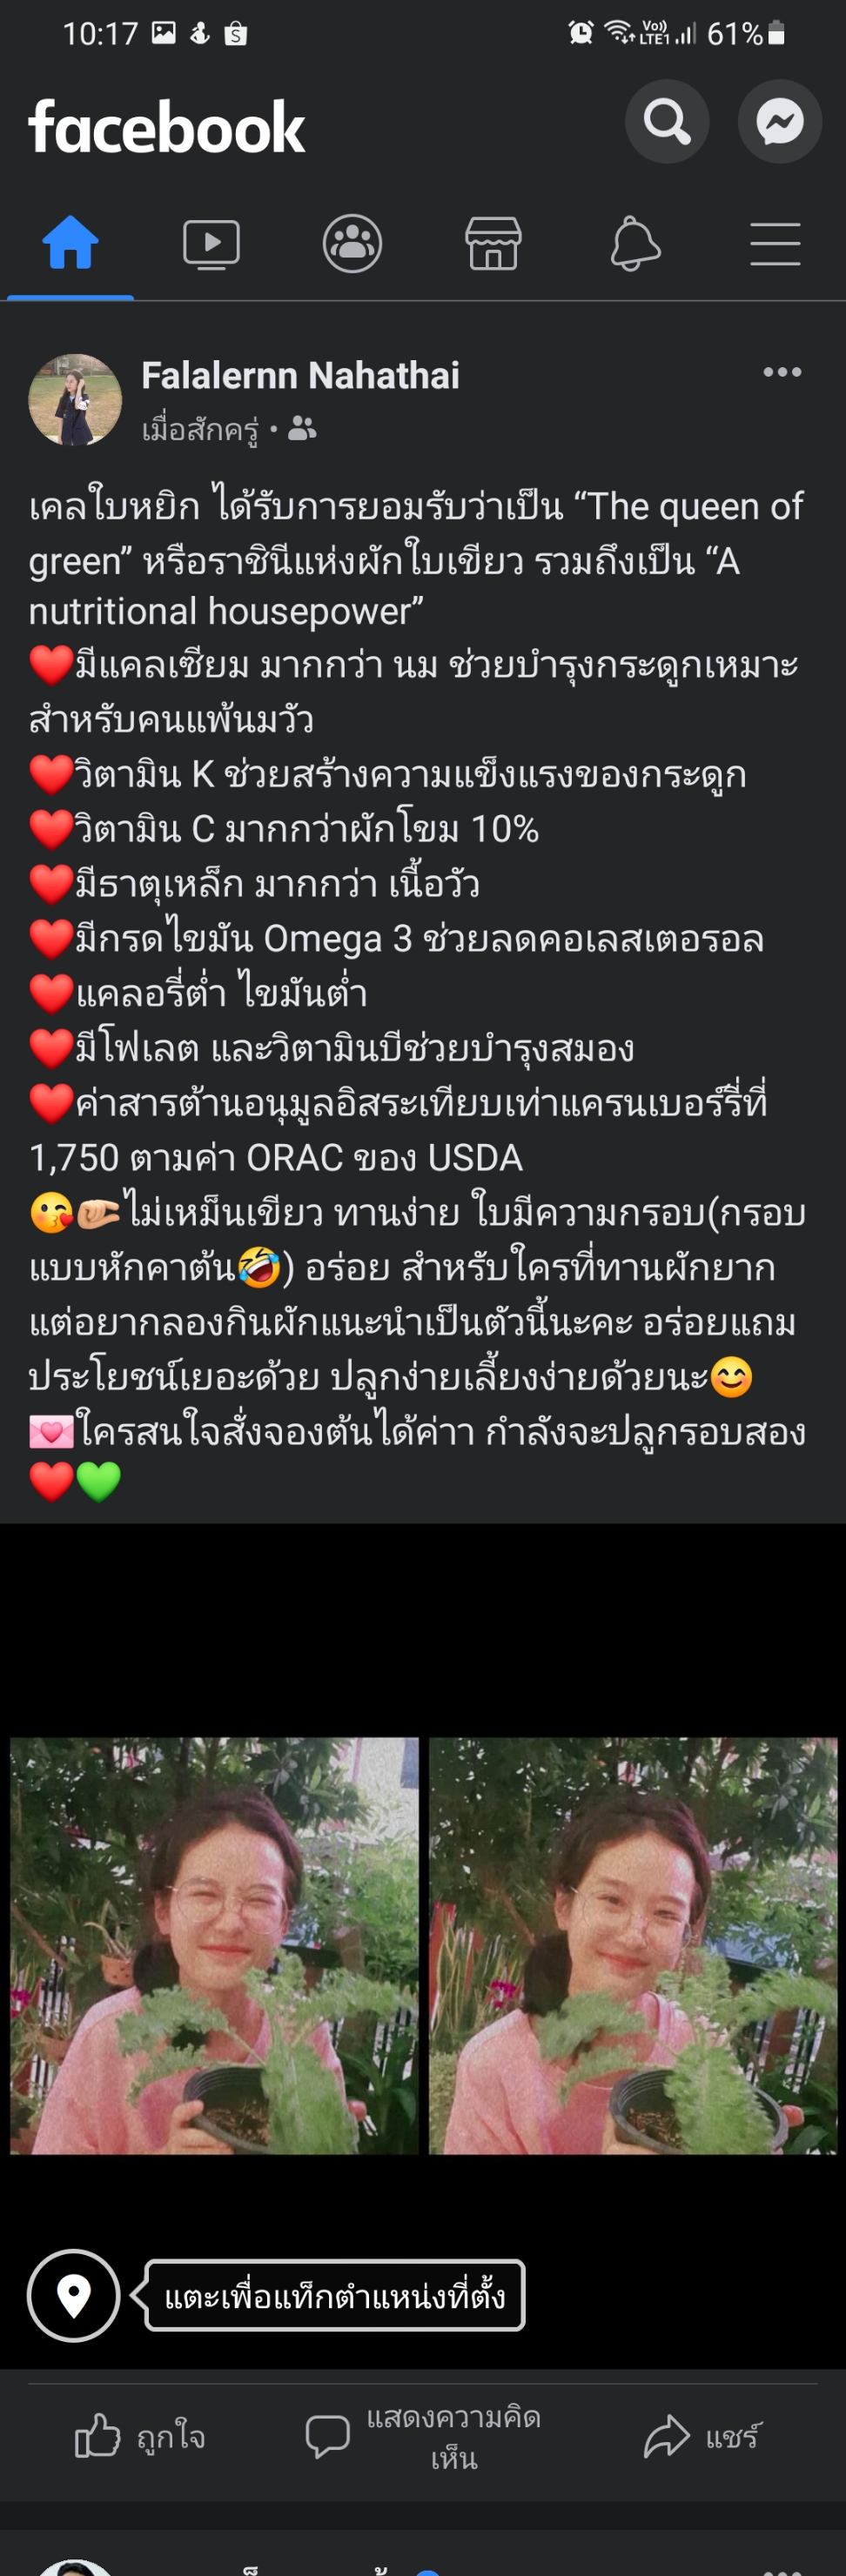 10:17
Vo))
LTE1
61%
facebook
Falalernn Nahathai
เมื่อสักครู่ •
เคลใบหยิก ได้รับการยอมรับว่าเป็น “The queen of
green” หรือราชินีแห่งผักใบเขียว รวมถึงเป็น “A
nutritional housepower”
❤️มีแคลเซียม มากกว่า นม ช่วยบำรุงกระดูกเหมาะ
สำหรับคนแพ้นมวัว
❤️วิตามิน K ช่วยสร้างความแข็งแรงของกระดูก
❤️วิตามิน C มากกว่าผักโขม 10%
❤️มีธาตุเหล็ก มากกว่า เนื้อวัว
❤️มีกรดไขมัน Omega 3 ช่วยลดคอเลสเตอรอล
❤️แคลอรี่ต่ำ ไขมันต่ำ
❤️มีโฟเลต และวิตามินบีช่วยบำรุงสมอง
❤️ค่าสารต้านอนุมูลอิสระเทียบเท่าแครนเบอร์รี่ที่
1,750 ตามค่า ORAC ของ USDA
😘🤏🏼ไม่เหม็นเขียว ทานง่าย ใบมีความกรอบ(กรอบ
แบบหักคาต้น🤣) อร่อย สำหรับใครที่ทานผักยาก
แต่อยากลองกินผักแนะนำเป็นตัวนี้นะคะ อร่อยแถม
ประโยชน์เยอะด้วย ปลูกง่ายเลี้ยงง่ายด้วยนะ😊
💌ใครสนใจสั่งจองต้นได้ค่าา กำลังจะปลูกรอบสอง
❤️💚
แตะเพื่อแท็กตำแหน่งที่ตั้ง
ถูกใจ
แสดงความคิด
เห็น
แชร์